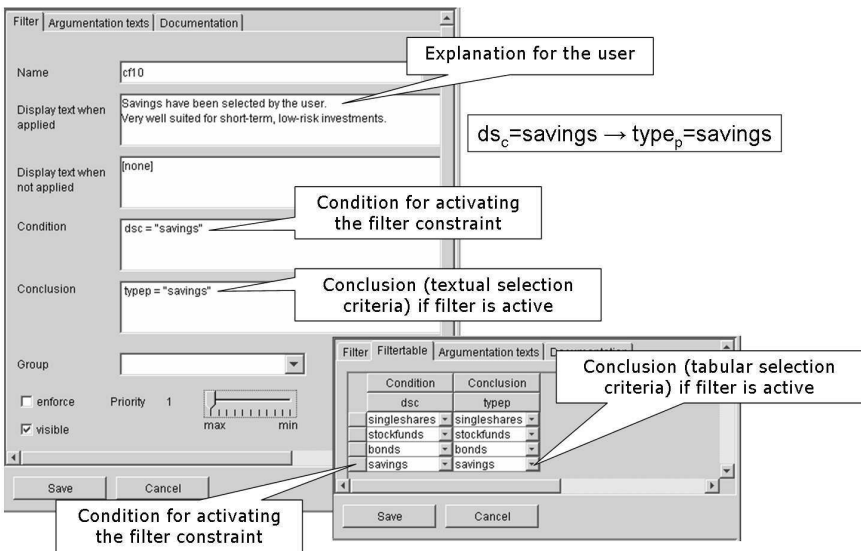 Filter Argumentation texts Documentation
Explanation for the user
Name cf10
Display text when applied
Savings have been selected by the user.
Very well suited for short-term, low-risk investments.
ds_c=savings → type_p=savings
Display text when not applied
[none]
Condition for activating
the filter constraint
Condition dsc = "savings"
Conclusion typep = "savings"
Conclusion (textual selection
criteria) if filter is active
Group
enforce Priority 1
max min
visible
Save Cancel
Filter Filtertable Argumentation texts
Conclusion (tabular selection
criteria) if filter is active
Condition Conclusion
dsc typep
singleshares singleshares
stockfunds stockfunds
bonds bonds
savings savings
Save Cancel
Condition for activating
the filter constraint